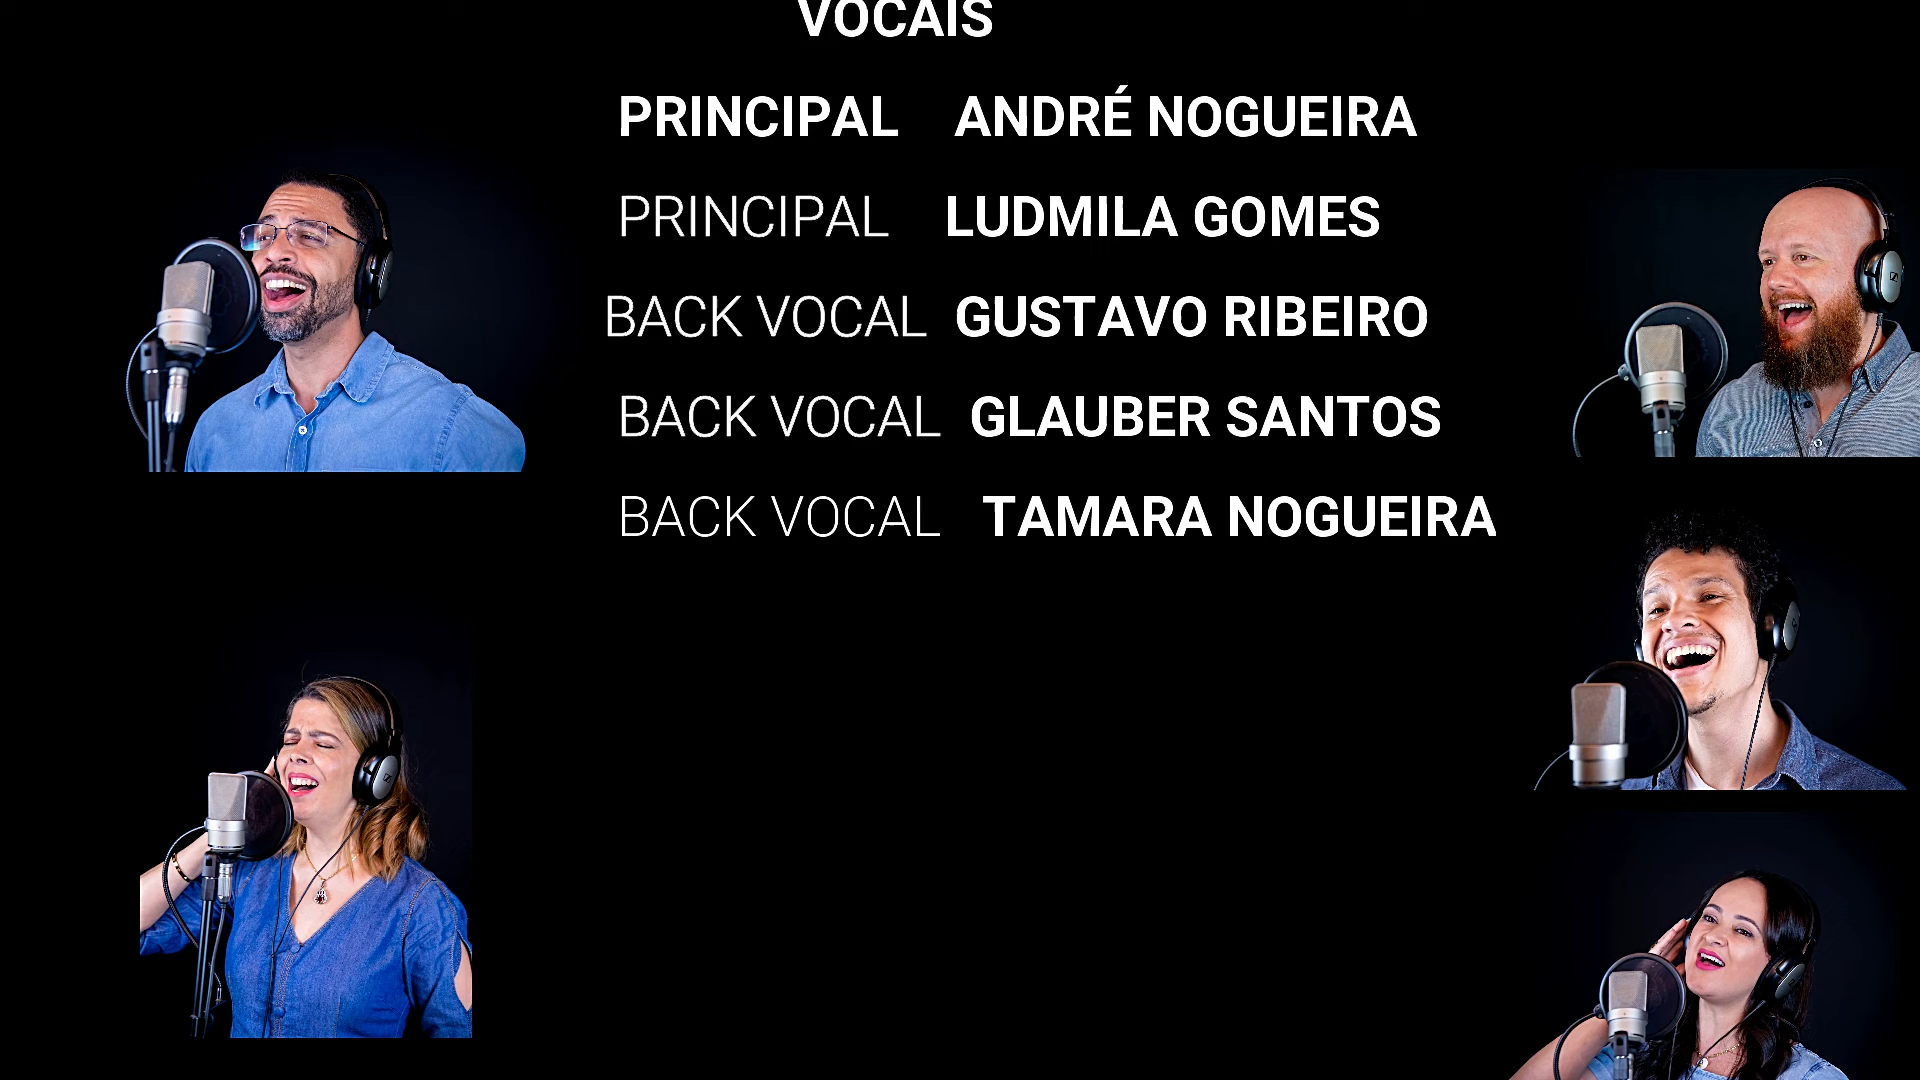 VOCAIS
PRINCIPAL ANDRÉ NOGUEIRA
PRINCIPAL LUDMILA GOMES
BACK VOCAL GUSTAVO RIBEIRO
BACK VOCAL GLAUBER SANTOS
BACK VOCAL TAMARA NOGUEIRA